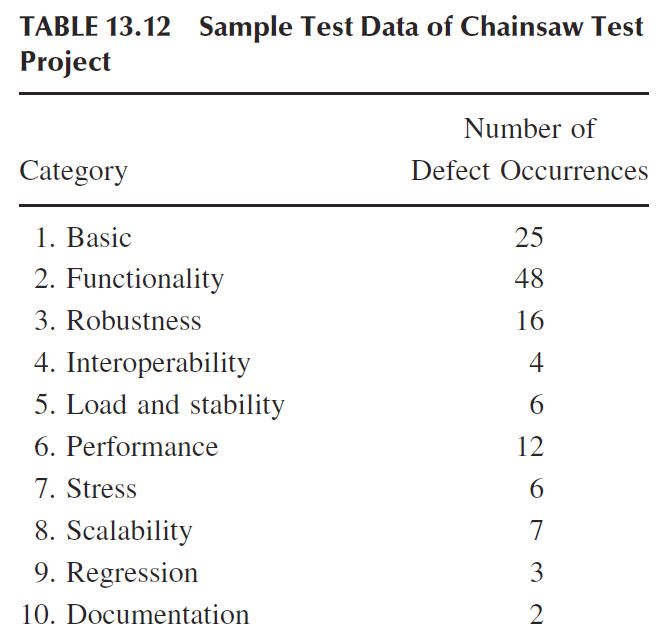 TABLE 13.12 Sample Test Data of Chainsaw Test
Project
Number of
Category Defect Occurrences
1. Basic 25
2. Functionality 48
3. Robustness 16
4. Interoperability 4
5. Load and stability 6
6. Performance 12
7. Stress 6
8. Scalability 7
9. Regression 3
10. Documentation 2